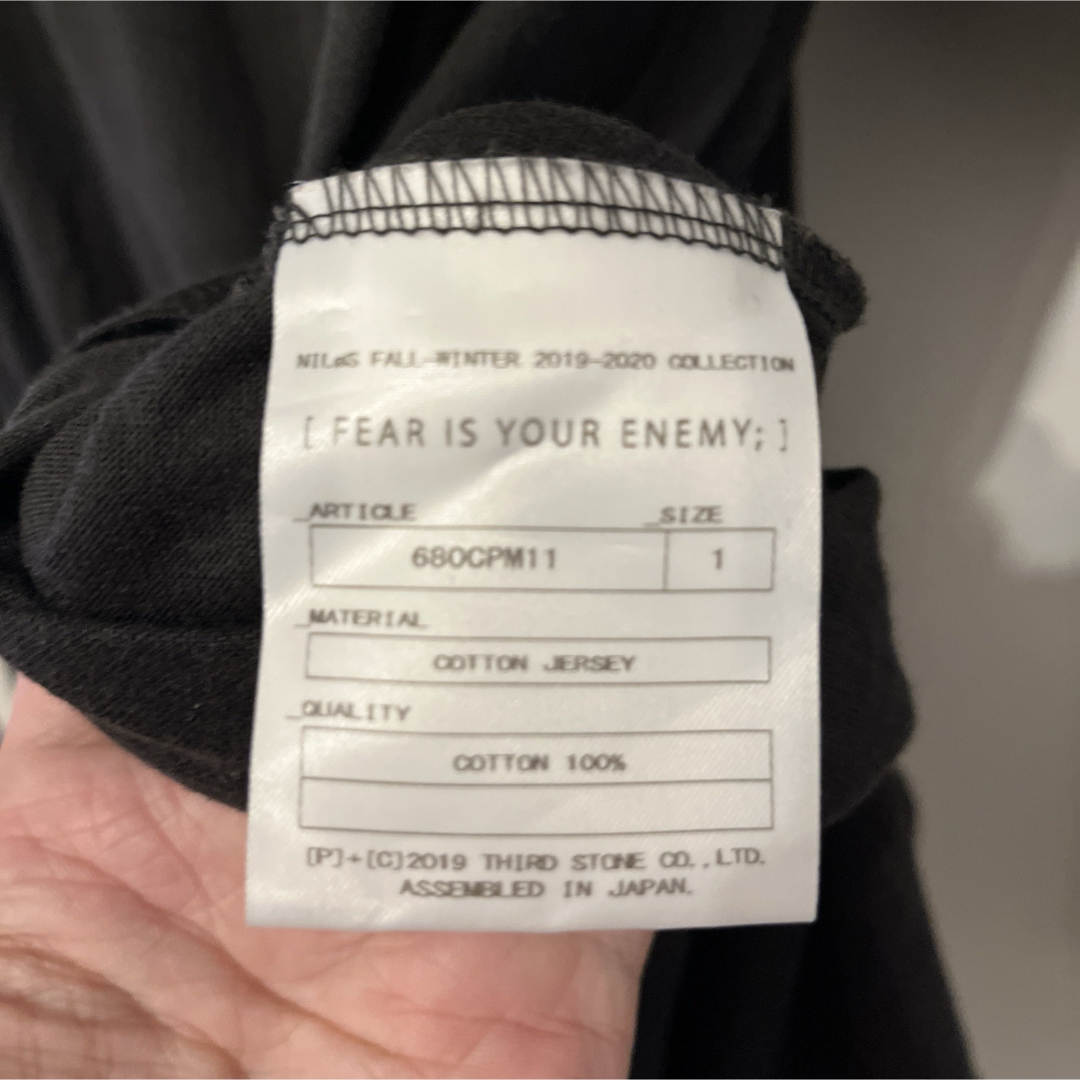 NILøS FALL-WINTER 2019-2020 COLLECTION
[ FEAR IS YOUR ENEMY; ]
_ARTICLE _SIZE
680CPM11 1
_MATERIAL
COTTON JERSEY
_QUALITY
COTTON 100%
[P]+[C]2019 THIRD STONE CO.,LTD.
ASSEMBLED IN JAPAN.